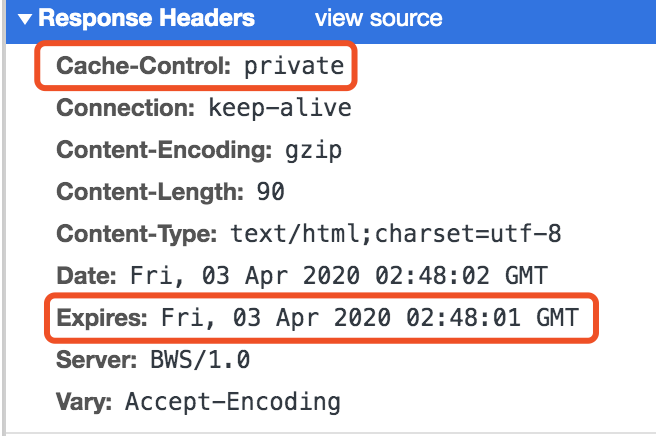 Response Headers view source
Cache-Control: private
Connection: keep-alive
Content-Encoding: gzip
Content-Length: 90
Content-Type: text/html;charset=utf-8
Date: Fri, 03 Apr 2020 02:48:02 GMT
Expires: Fri, 03 Apr 2020 02:48:01 GMT
Server: BWS/1.0
Vary: Accept-Encoding